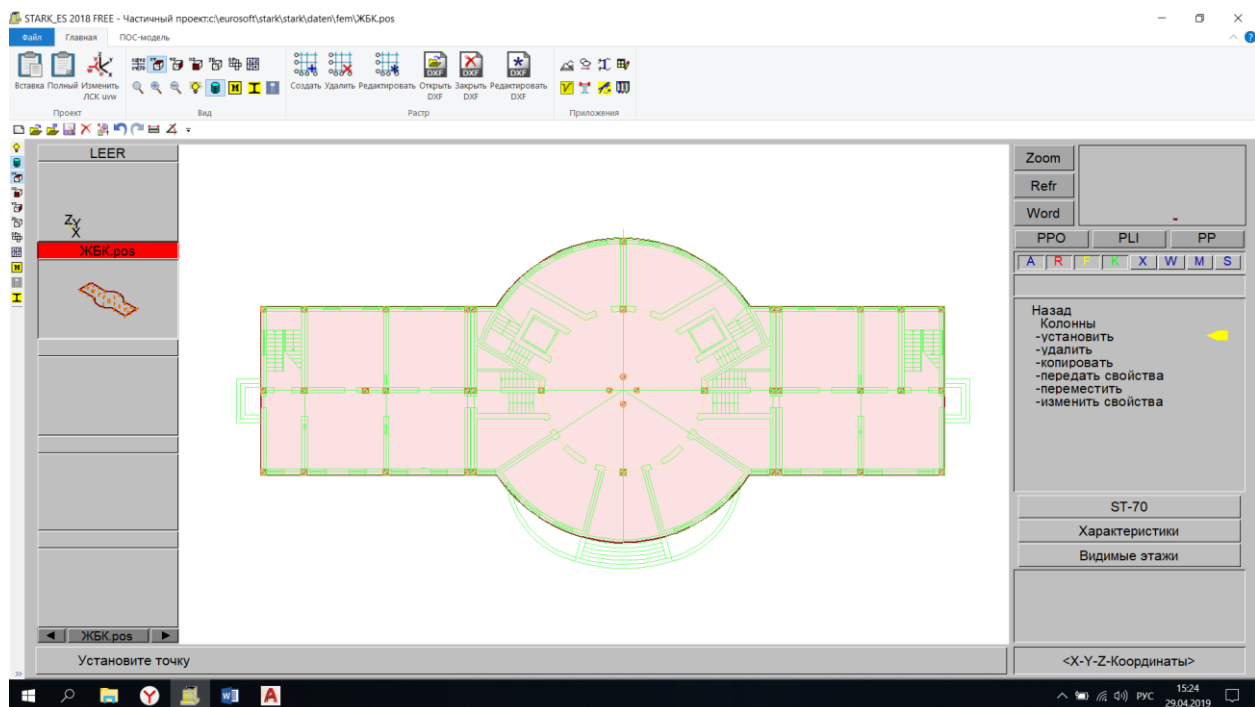 STARK_ES 2018 FREE - Частичный проект:c:\eurosoft\stark\stark\daten\fem\ЖБК.pos
Файл Главная ПОС-модель
Вставка Полный Изменить ЛСК uvw
Создать Удалить Редактировать Открыть DXF Закрыть DXF Редактировать DXF
Проект Вид Растр Приложения
LEER
Z Y
X
ЖБК.pos
ЖБК.pos
Установите точку
Zoom
Refr
Word
PPO PLI PP
A R F K X W M S
Назад
Колонны
-установить
-удалить
-копировать
-передать свойства
-переместить
-изменить свойства
ST-70
Характеристики
Видимые этажи
<X-Y-Z-Координаты>
РУС
15:24
29.04.2019